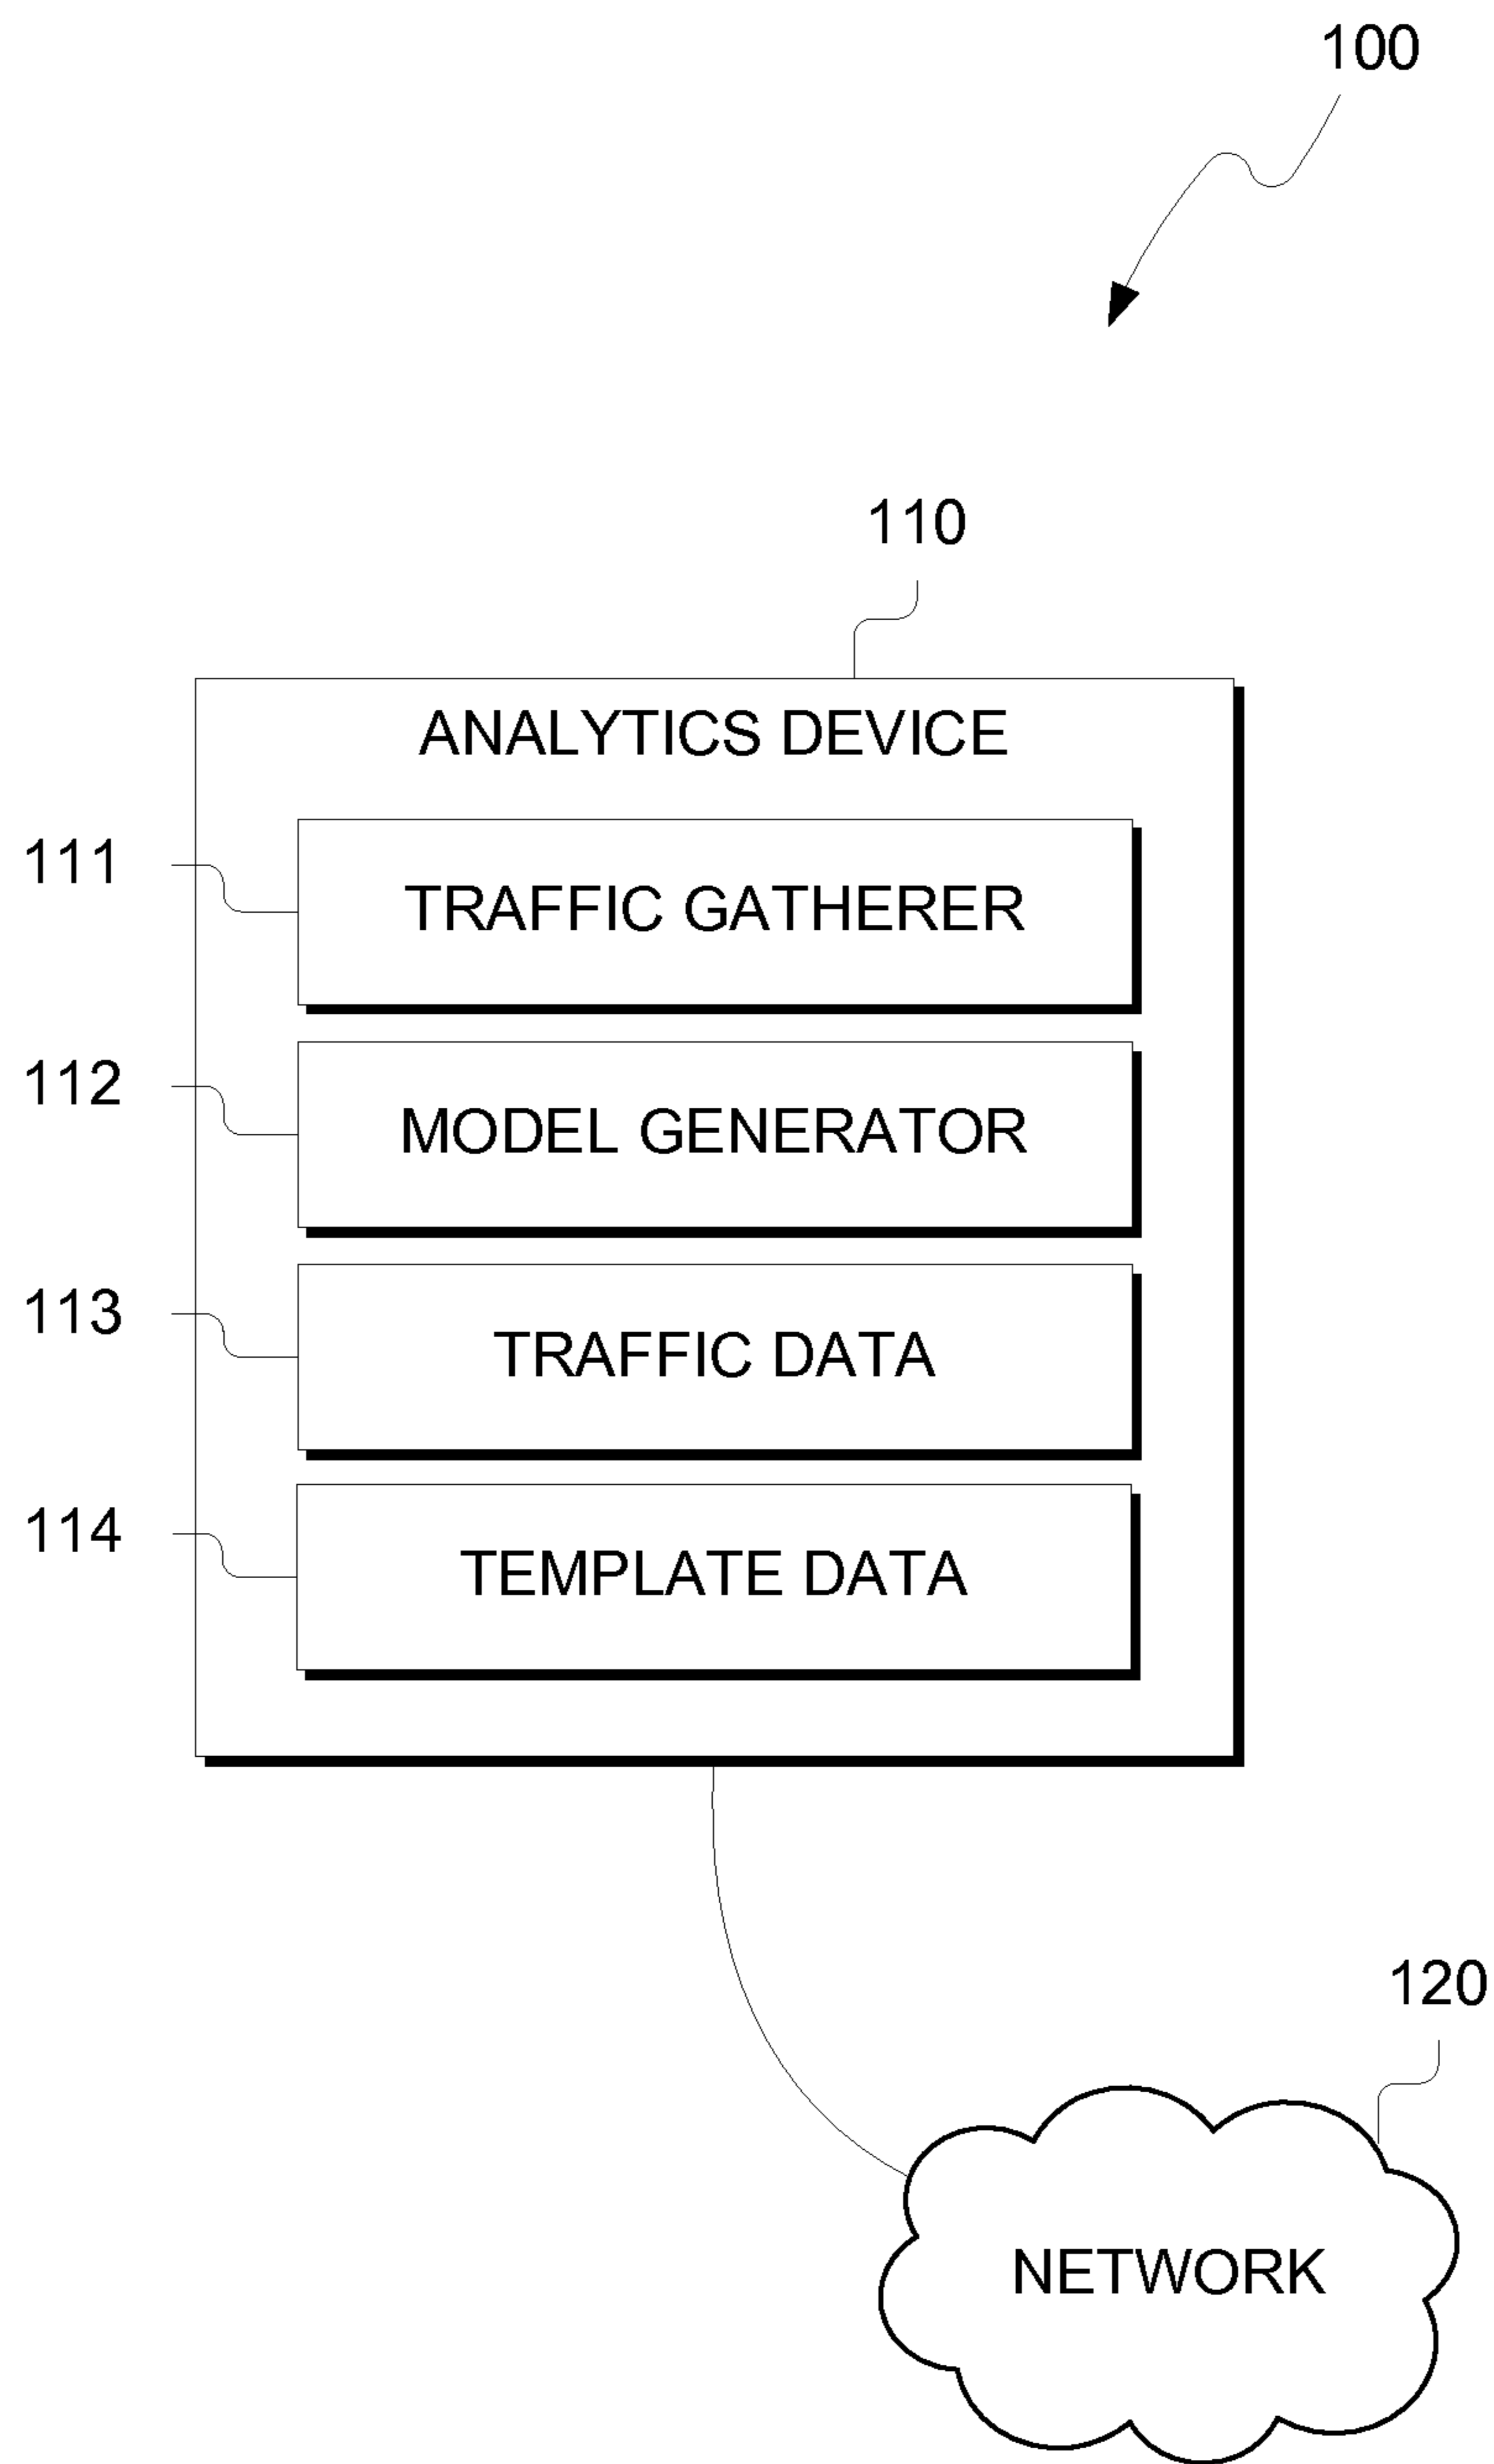 100
110
ANALYTICS DEVICE
111
TRAFFIC GATHERER
112
MODEL GENERATOR
113
TRAFFIC DATA
114
TEMPLATE DATA
120
NETWORK